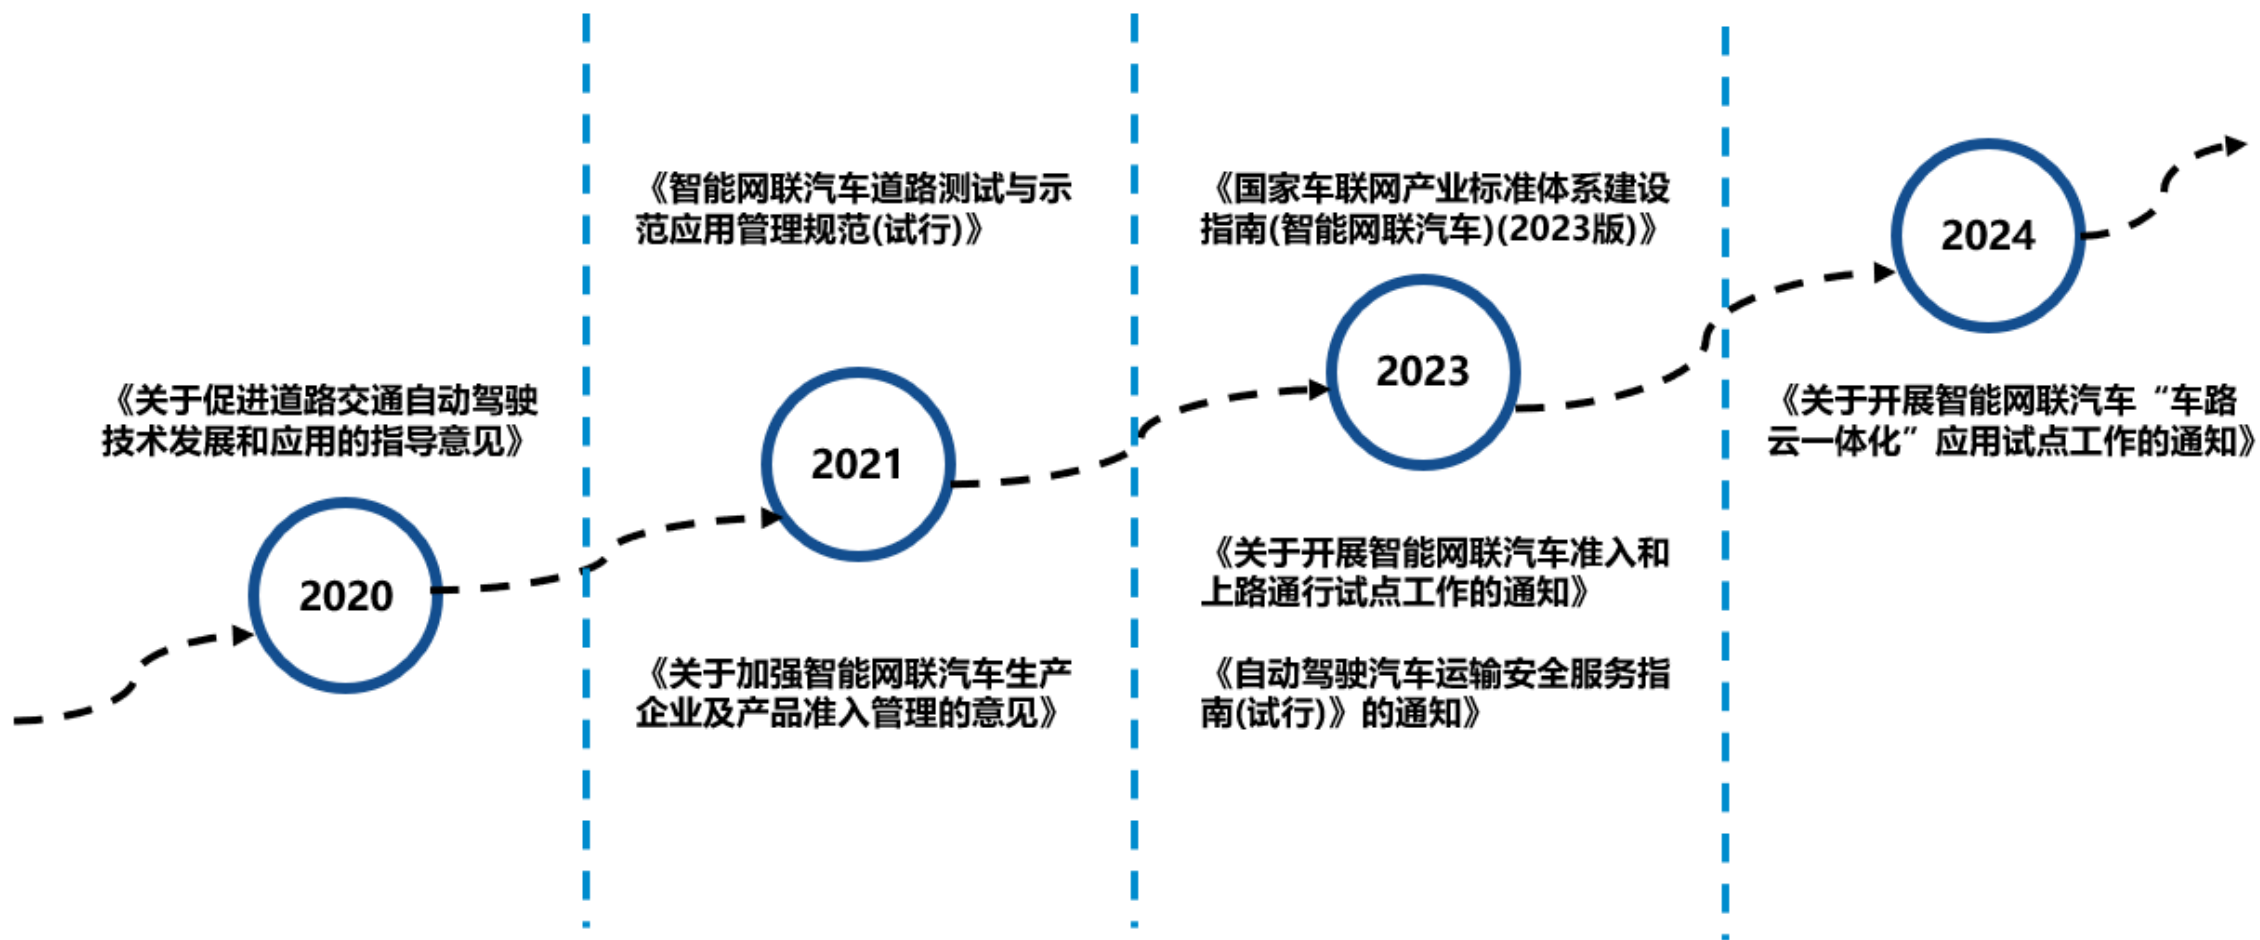 《关于促进道路交通自动驾驶
技术发展和应用的指导意见》
2020
《智能网联汽车道路测试与示
范应用管理规范(试行)》
2021
《关于加强智能网联汽车生产
企业及产品准入管理的意见》
《国家车联网产业标准体系建设
指南(智能网联汽车)(2023版)》
2023
《关于开展智能网联汽车准入和
上路通行试点工作的通知》
《自动驾驶汽车运输安全服务指
南(试行)》的通知》
2024
《关于开展智能网联汽车“车路
云一体化”应用试点工作的通知》